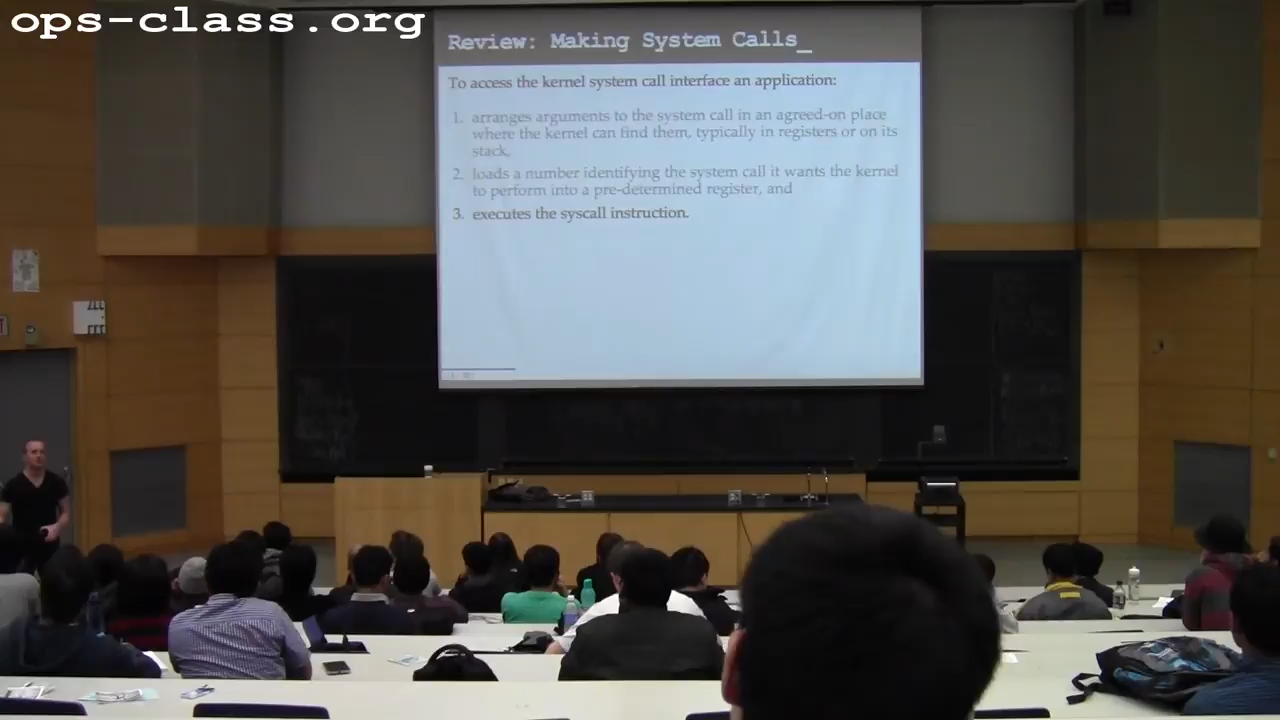 ops-class.org
Review: Making System Calls_
To access the kernel system call interface an application:
1. arranges arguments to the system call in an agreed-on place
where the kernel can find them, typically in registers or on its
stack,
2. loads a number identifying the system call it wants the kernel
to perform into a pre-determined register, and
3. executes the syscall instruction.